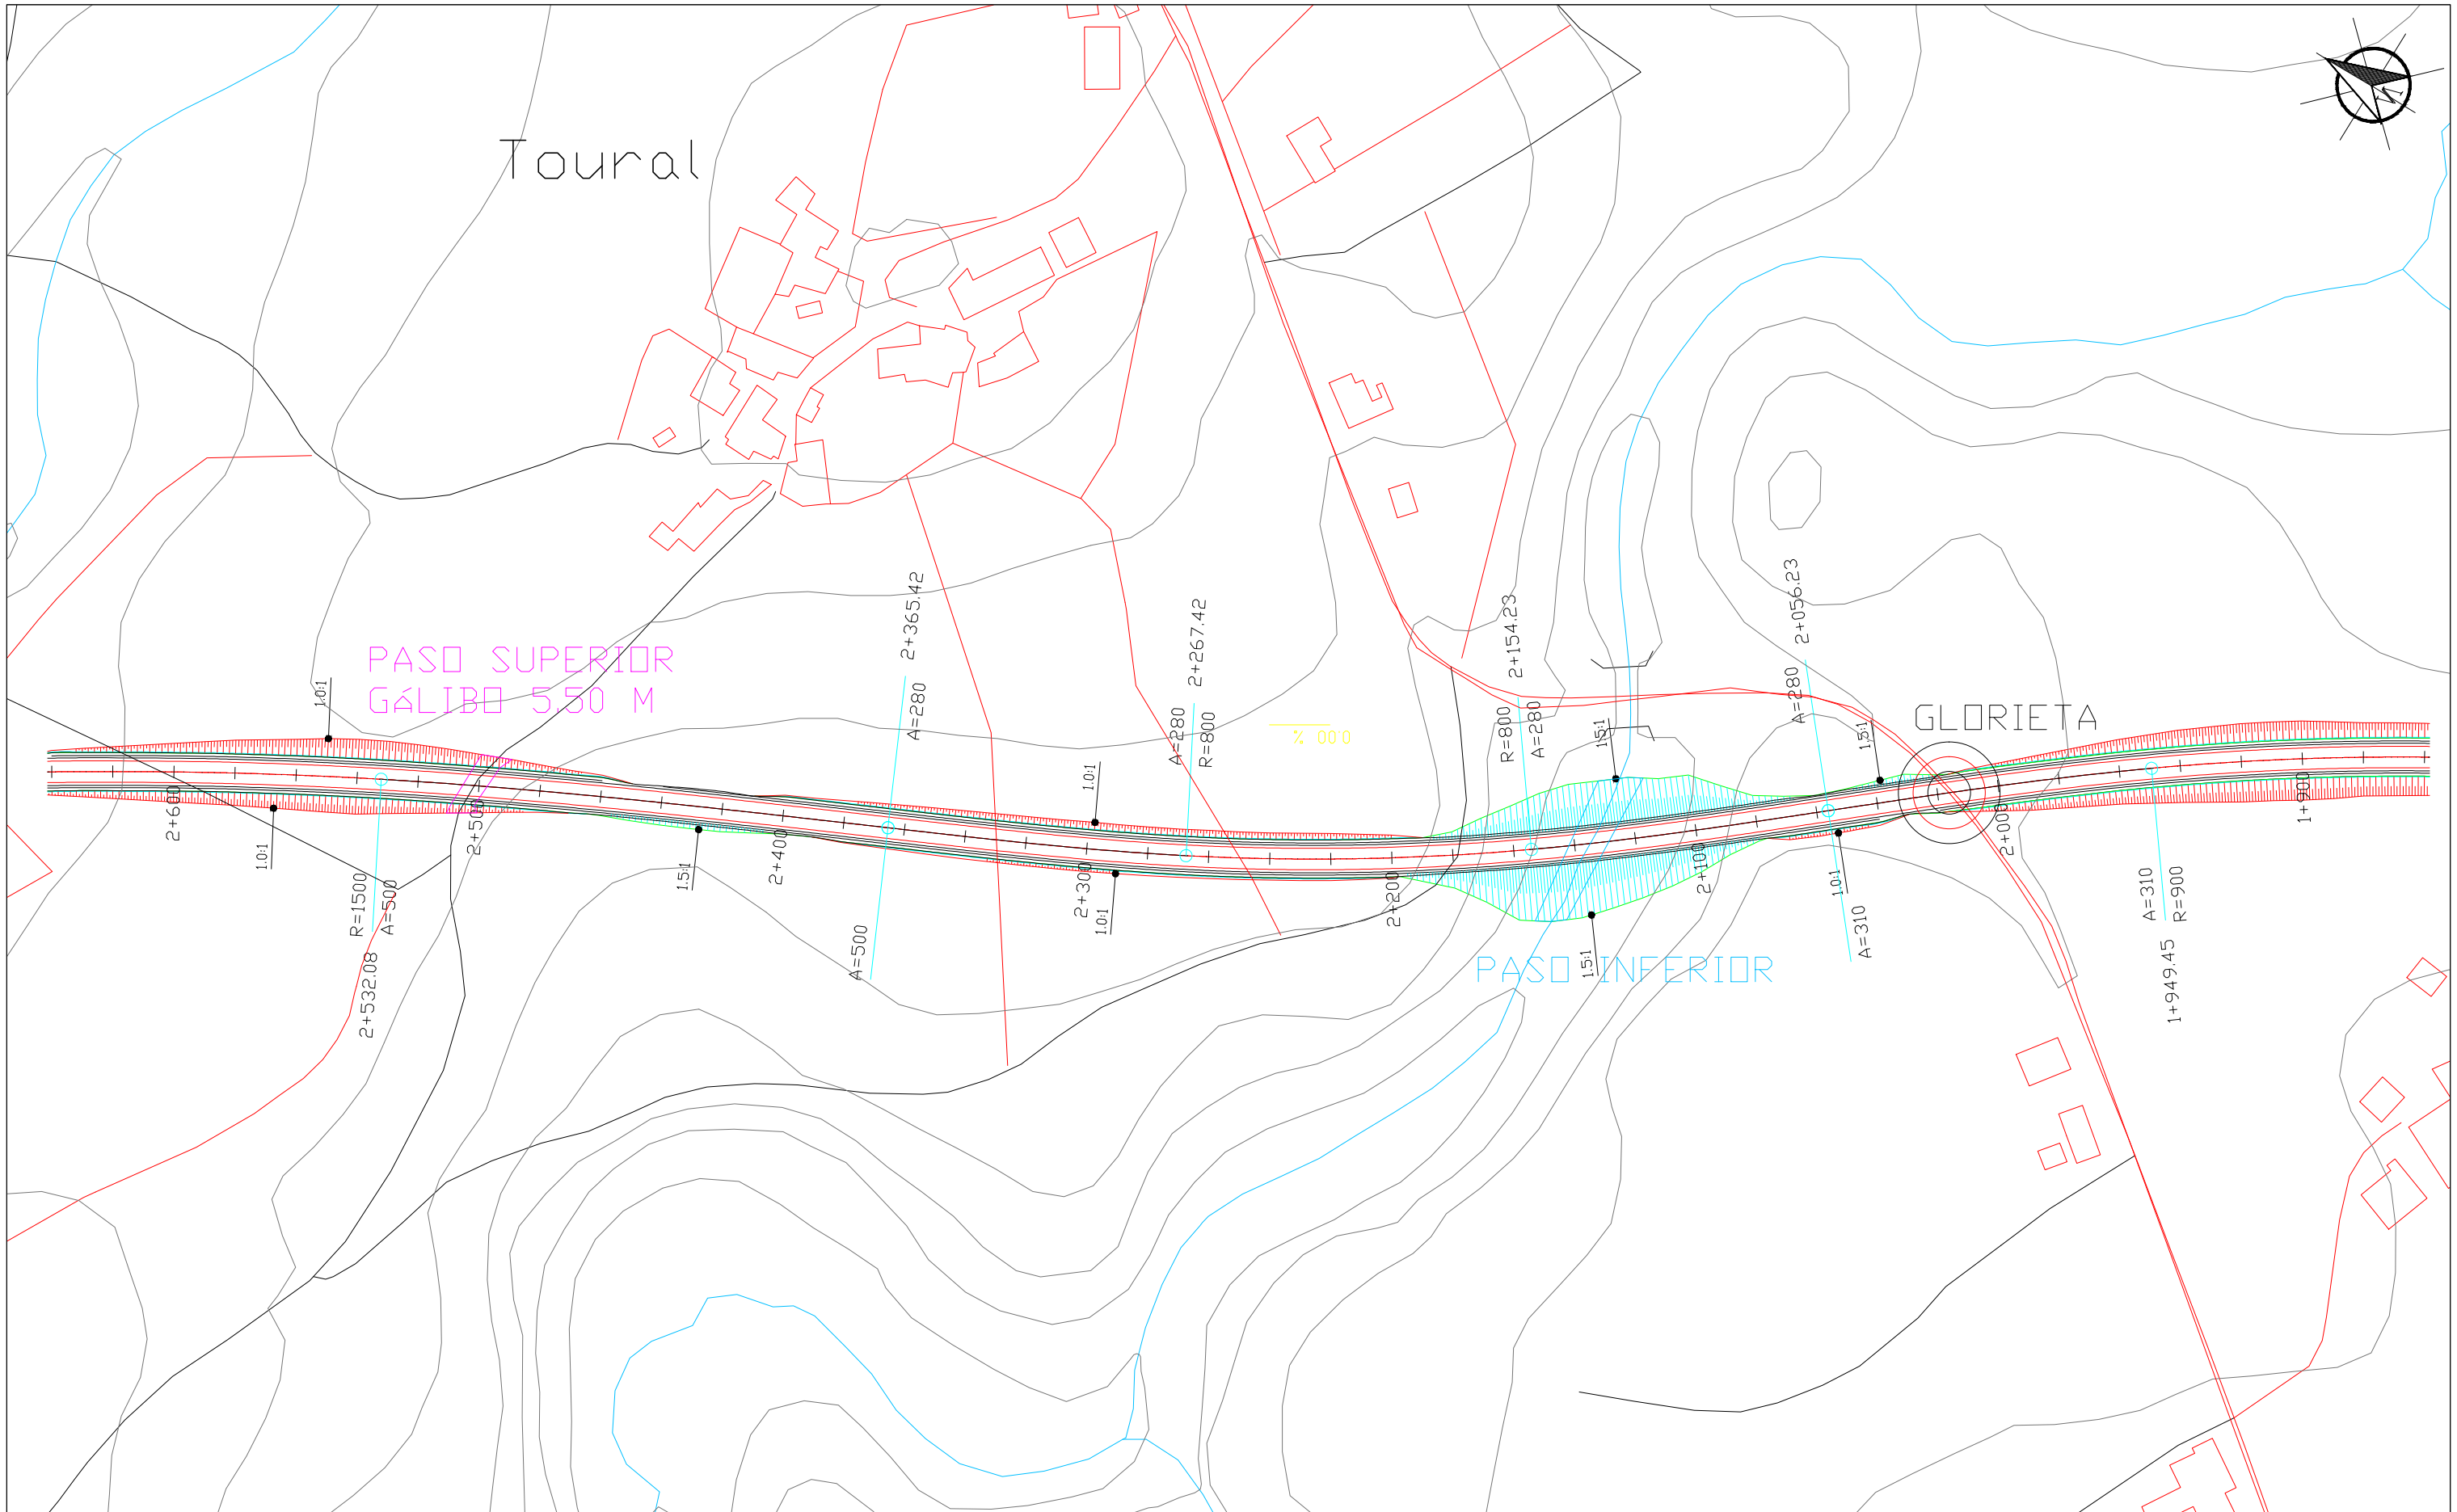 Toural
N
PASO SUPERIOR
GáLIBO 5.50 M
1.0:1
2+600
1.0:1
R=1500
A=500
2+532.08
2+500
1.5:1
2+400
2+365.42
A=280
A=500
1.0:1
2+300
1.0:1
2+267.42
A=280
R=800
0.00 %
2+200
2+154.23
R=800
A=280
1.5:1
1.5:1
PASO INFERIOR
2+100
2+056.23
A=280
1.5:1
1.0:1
A=310
GLORIETA
2+000
A=310
R=900
1+949.45
1+900